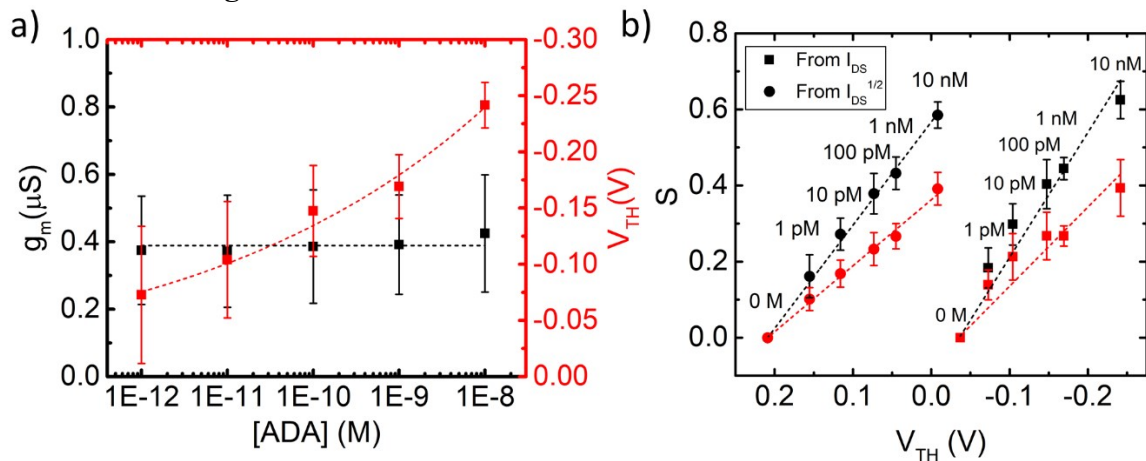 a)
1.0
0.8
0.6
0.4
0.2
0.0
g_m(μS)
-0.30
-0.25
-0.20
-0.15
-0.10
-0.05
0.00
V_TH(V)
1E-12 1E-11 1E-10 1E-9 1E-8
[ADA] (M)
b)
0.8
0.6
0.4
0.2
0.0
S
From I_DS
From I_DS^1/2
10 nM
1 nM
100 pM
10 pM
1 pM
0 M
10 nM
1 nM
100 pM
10 pM
1 pM
0 M
0.2 0.1 0.0 -0.1 -0.2
V_TH (V)